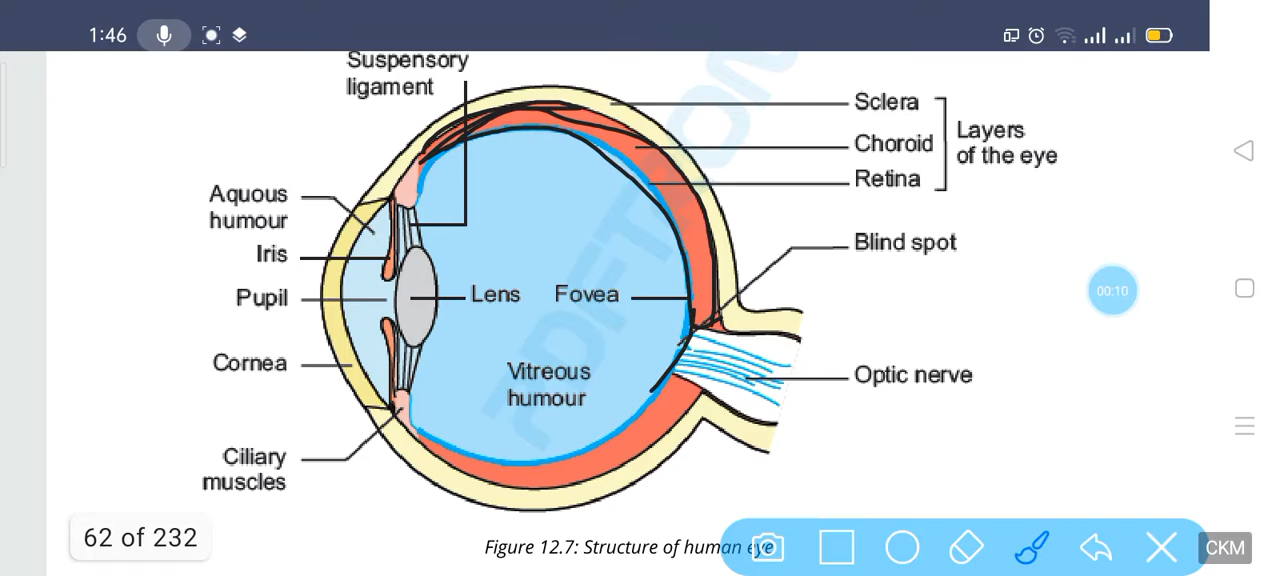 1:46
Suspensory
ligament
Sclera
Choroid
Retina
Layers
of the eye
Aquous
humour
Iris
Pupil
Cornea
Ciliary
muscles
Lens
Fovea
Vitreous
humour
Blind spot
Optic nerve
00:10
62 of 232
Figure 12.7: Structure of human eye
CKM